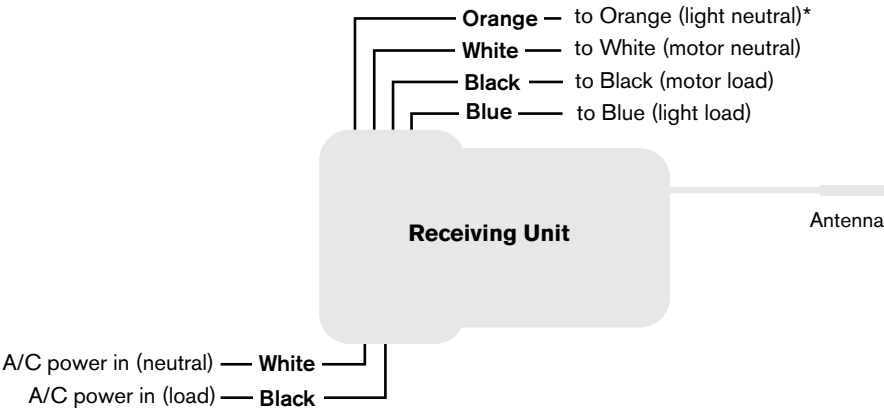 Orange to Orange (light neutral)*
White to White (motor neutral)
Black to Black (motor load)
Blue to Blue (light load)
Receiving Unit
Antenna
A/C power in (neutral) White
A/C power in (load) Black